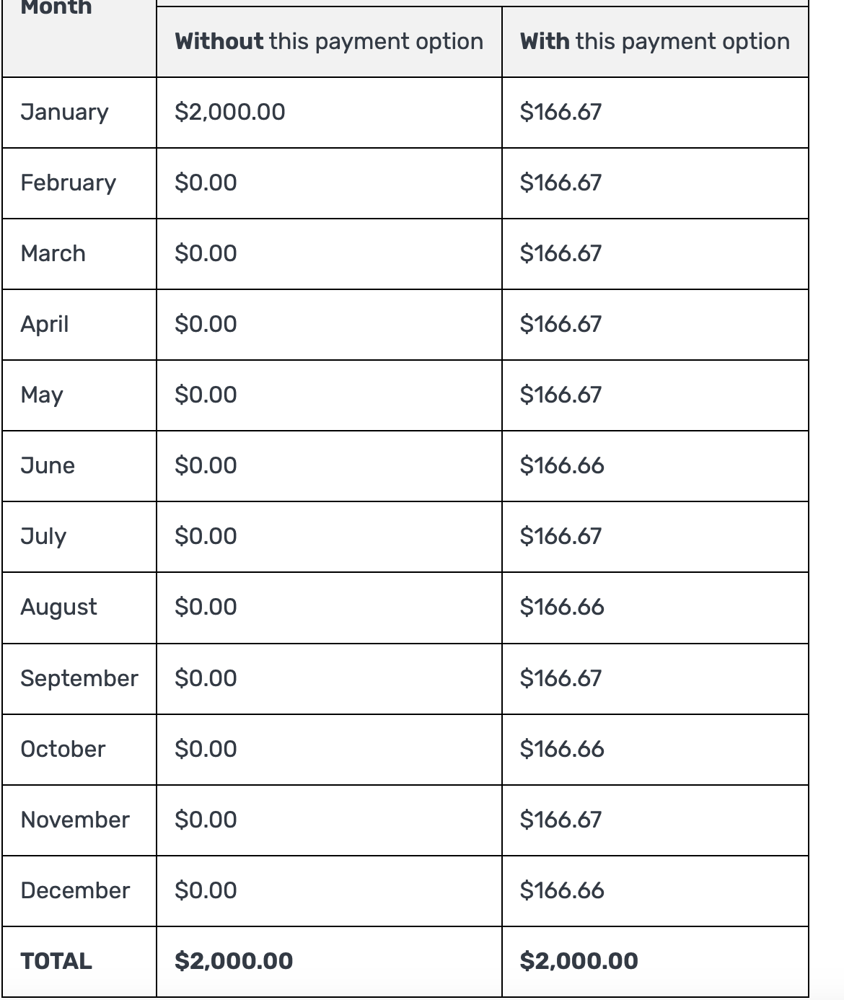 Month
Without this payment option With this payment option
January $2,000.00 $166.67
February $0.00 $166.67
March $0.00 $166.67
April $0.00 $166.67
May $0.00 $166.67
June $0.00 $166.66
July $0.00 $166.67
August $0.00 $166.66
September $0.00 $166.67
October $0.00 $166.66
November $0.00 $166.67
December $0.00 $166.66
TOTAL $2,000.00 $2,000.00